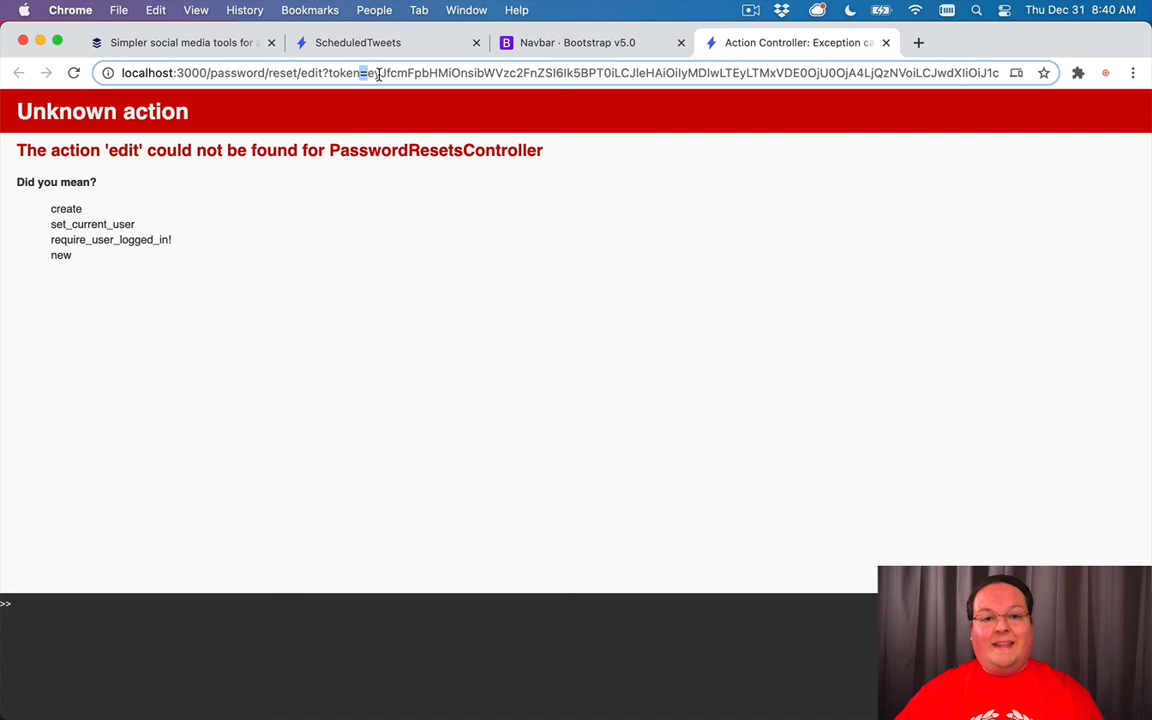 Chrome File Edit View History Bookmarks People Tab Window Help Thu Dec 31 8:40 AM
Simpler social media tools for a ScheduledTweets Navbar · Bootstrap v5.0 Action Controller: Exception ca
localhost:3000/password/reset/edit?token=eyJfcmFpbHMiOnsibWVzc2FnZSI6Ik5BPT0iLCJleHAiOiIyMDIwLTEyLTMxVDE0OjU0OjA4LjQzNVoiLCJwdXIiOiJ1c
Unknown action
The action 'edit' could not be found for PasswordResetsController
Did you mean?
create
set_current_user
require_user_logged_in!
new
>>